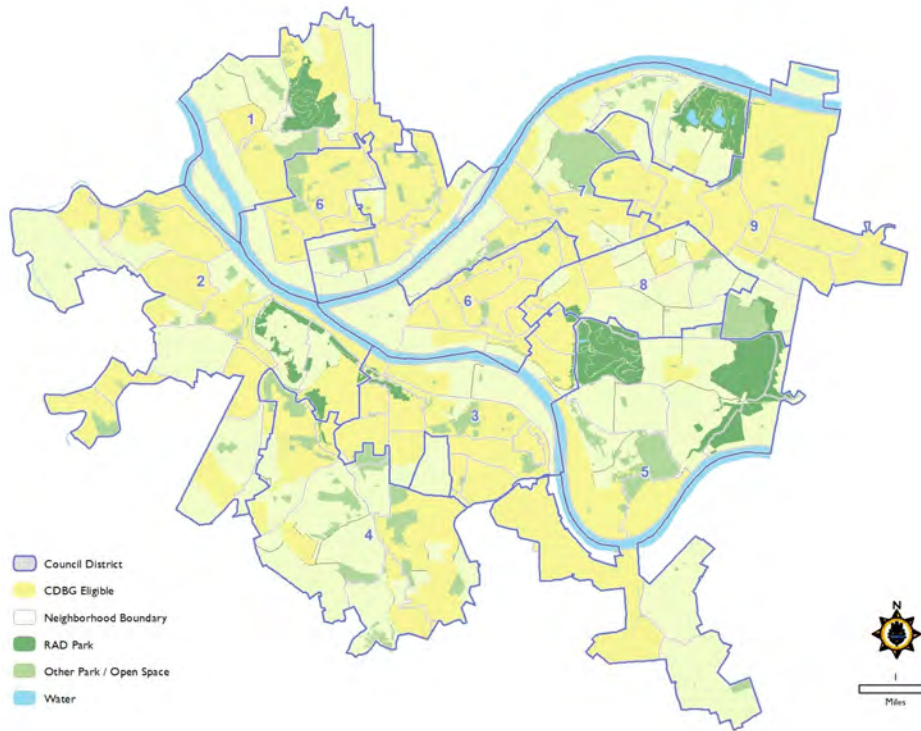 1
7
9
6
2
8
6
3
5
4
Council District
CDBG Eligible
Neighborhood Boundary
RAD Park
Other Park / Open Space
Water
N
1
Miles